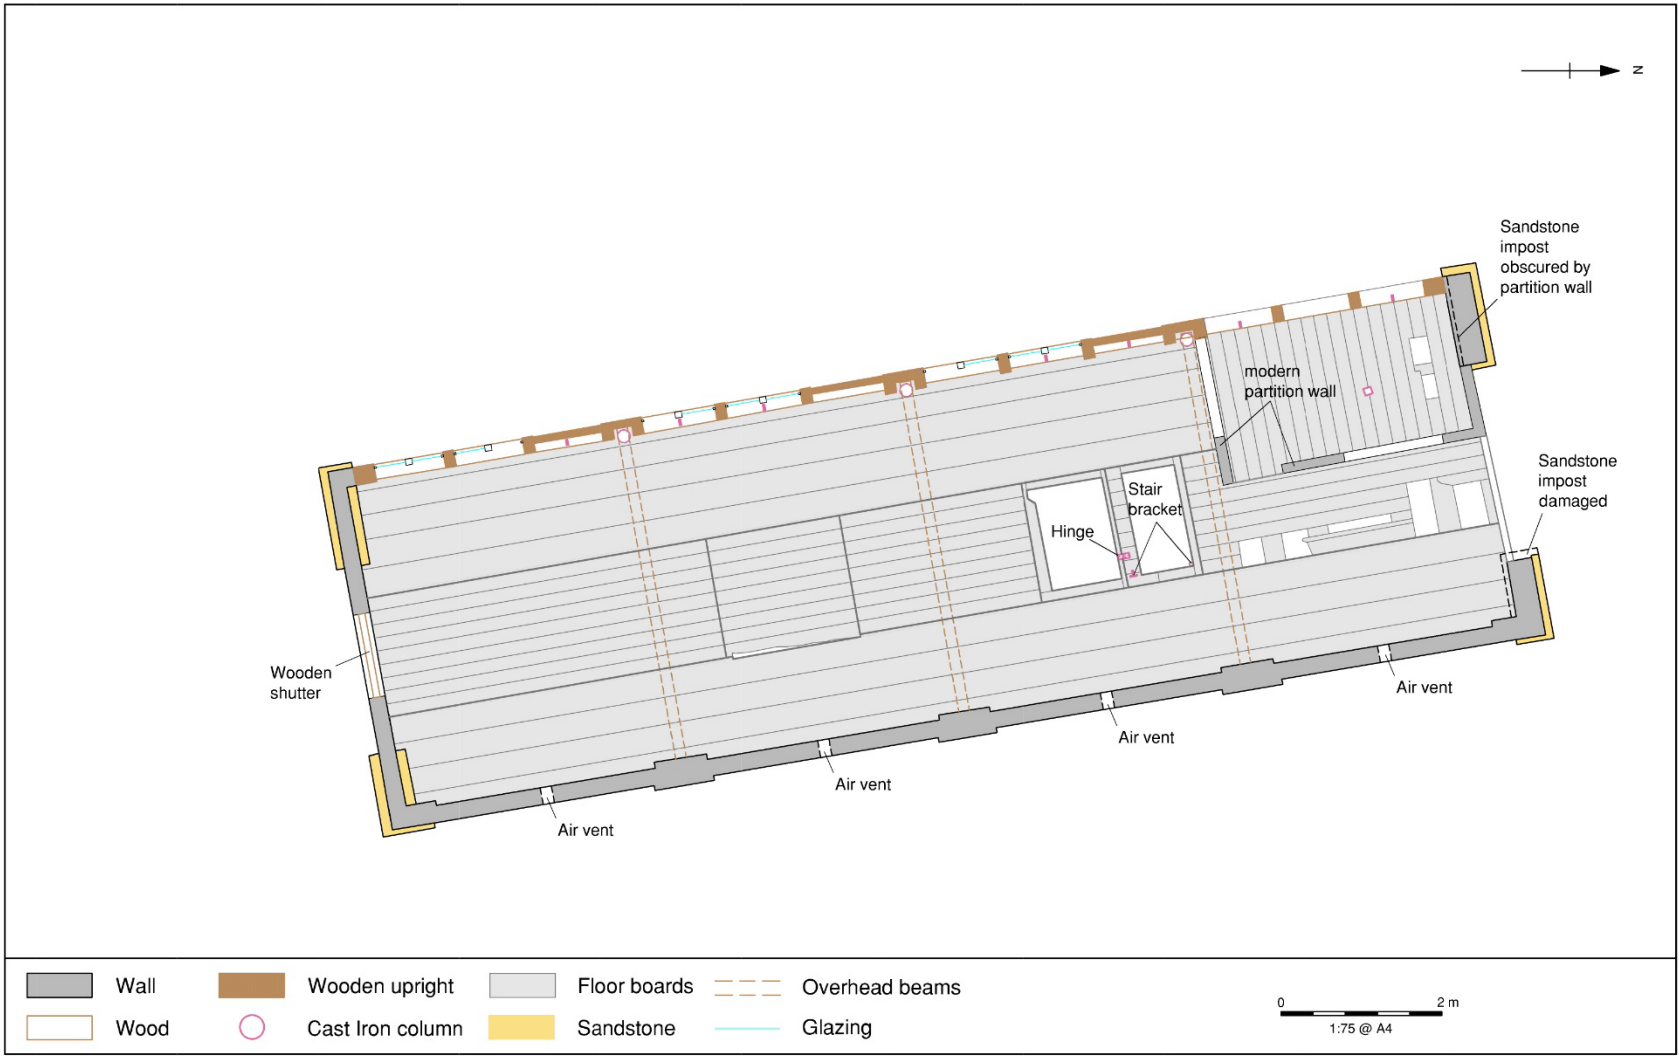 N
Sandstone
impost
obscured by
partition wall
modern
partition wall
Sandstone
impost
damaged
Stair
bracket
Hinge
Wooden
shutter
Air vent
Air vent
Air vent
Air vent
Wall
Wooden upright
Floor boards
Overhead beams
Wood
Cast Iron column
Sandstone
Glazing
0 2 m
1:75 @ A4